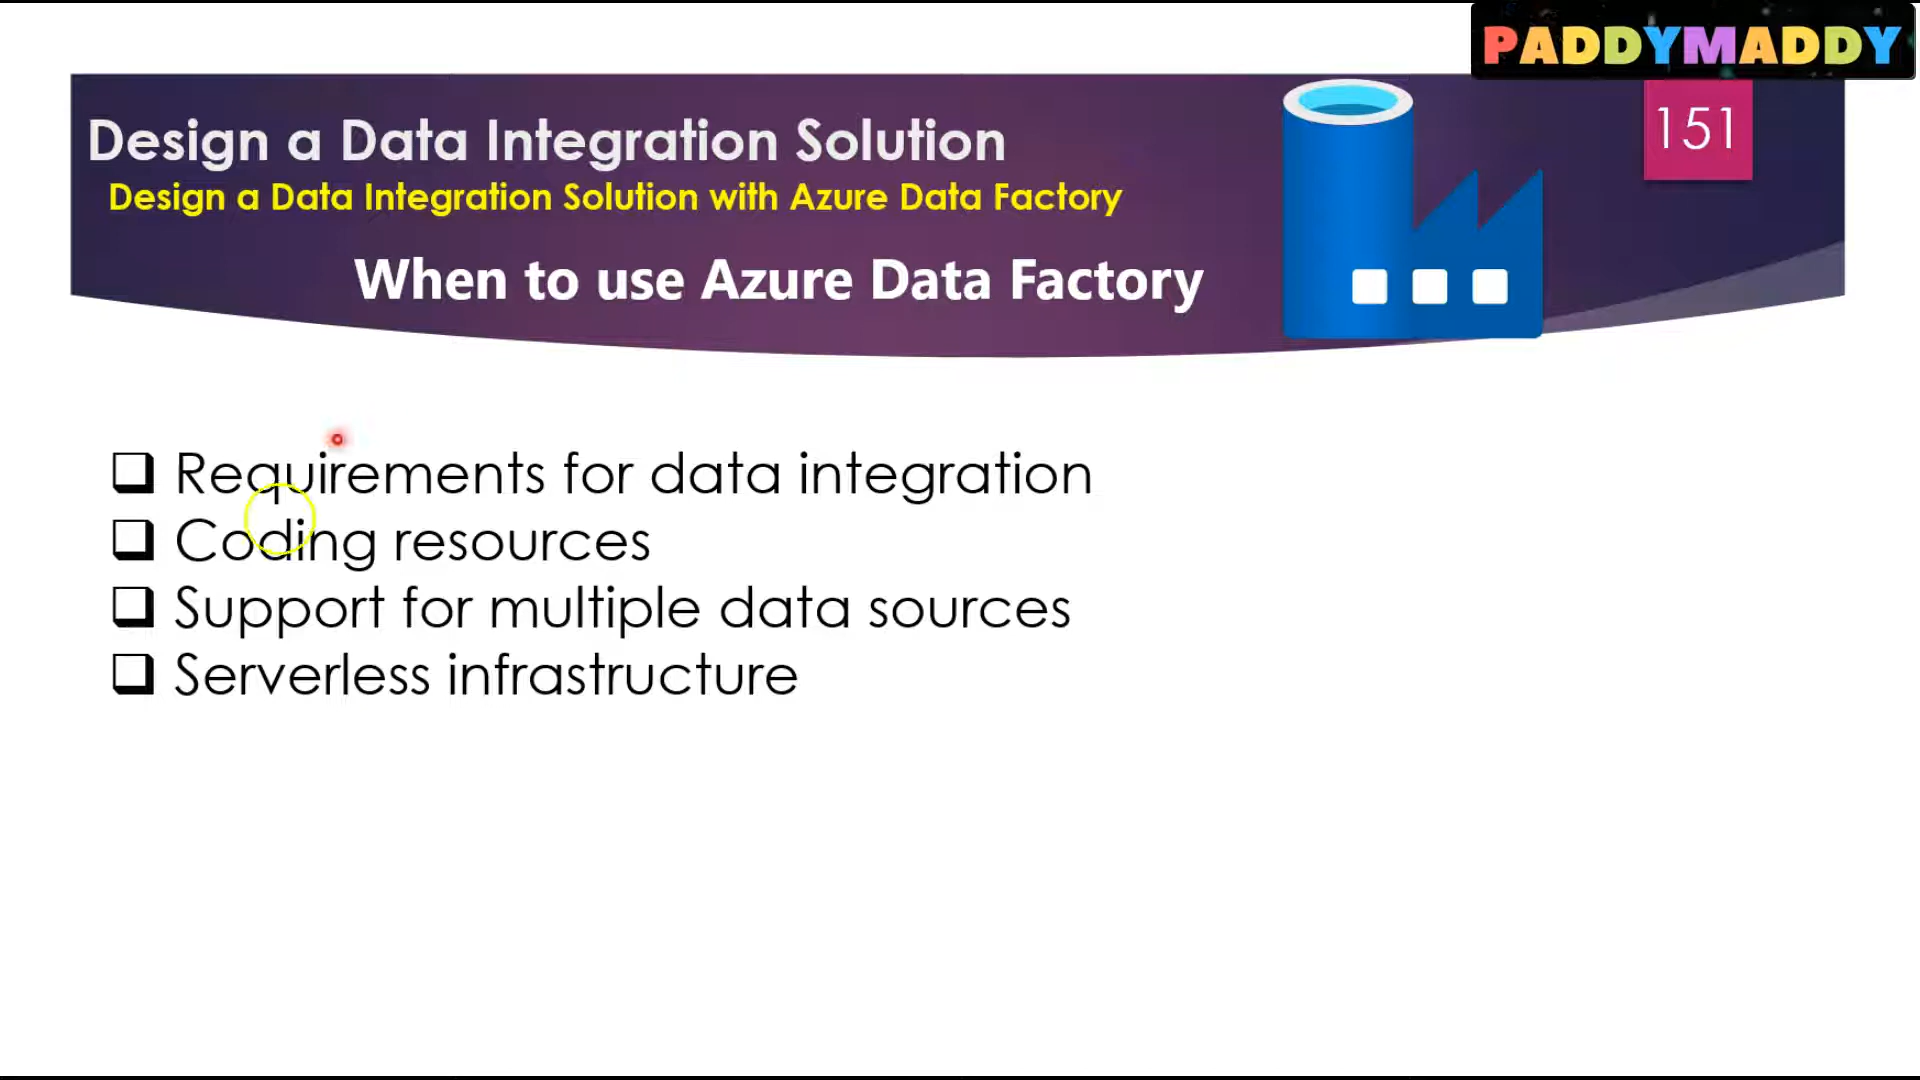 PADDYMADDY
151
Design a Data Integration Solution
Design a Data Integration Solution with Azure Data Factory
When to use Azure Data Factory
Requirements for data integration
Coding resources
Support for multiple data sources
Serverless infrastructure